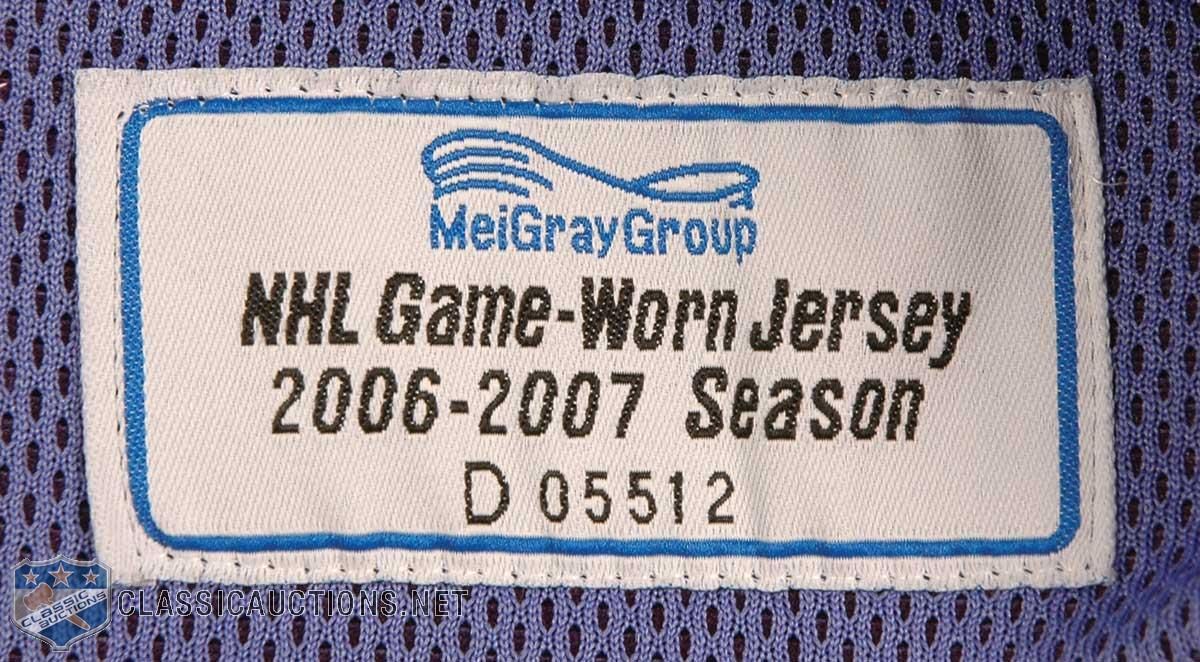 MeiGrayGroup
NHL Game-Worn Jersey
2006-2007 Season
D 05512
CLASSIC
AUCTIONS
CLASSICAUCTIONS.NET